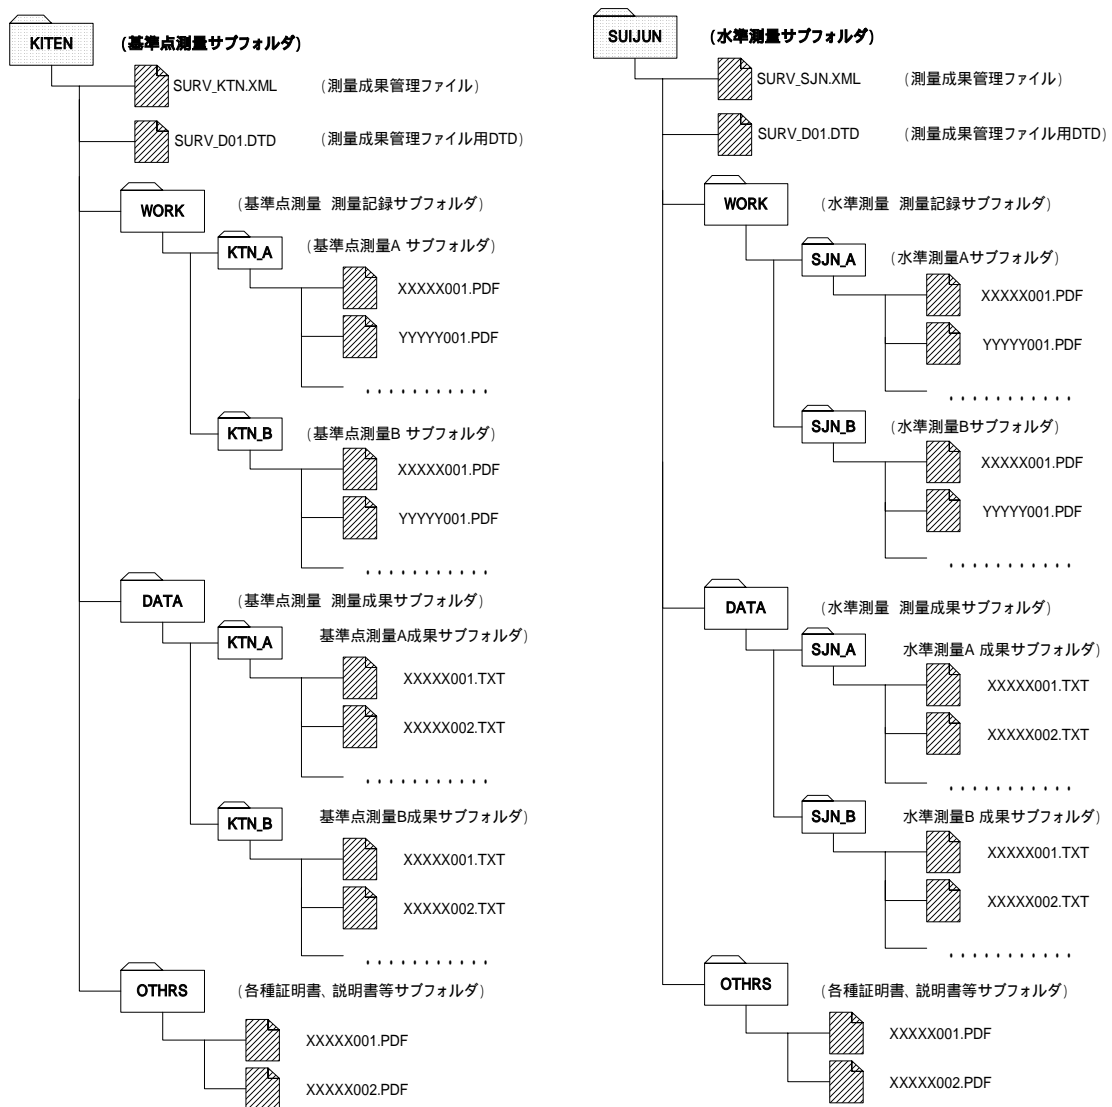 KITEN (基準点測量サブフォルダ)
SURV_KTN.XML (測量成果管理ファイル)
SURV_D01.DTD (測量成果管理ファイル用DTD)
WORK (基準点測量 測量記録サブフォルダ)
KTN_A (基準点測量A サブフォルダ)
XXXXX001.PDF
YYYYY001.PDF
...........
KTN_B (基準点測量B サブフォルダ)
XXXXX001.PDF
YYYYY001.PDF
...........
DATA (基準点測量 測量成果サブフォルダ)
KTN_A 基準点測量A成果サブフォルダ)
XXXXX001.TXT
XXXXX002.TXT
...........
KTN_B 基準点測量B成果サブフォルダ)
XXXXX001.TXT
XXXXX002.TXT
...........
OTHRS (各種証明書、説明書等サブフォルダ)
XXXXX001.PDF
XXXXX002.PDF
SUIJUN (水準測量サブフォルダ)
SURV_SJN.XML (測量成果管理ファイル)
SURV_D01.DTD (測量成果管理ファイル用DTD)
WORK (水準測量 測量記録サブフォルダ)
SJN_A (水準測量Aサブフォルダ)
XXXXX001.PDF
YYYYY001.PDF
...........
SJN_B (水準測量Bサブフォルダ)
XXXXX001.PDF
YYYYY001.PDF
...........
DATA (水準測量 測量成果サブフォルダ)
SJN_A 水準測量A 成果サブフォルダ)
XXXXX001.TXT
XXXXX002.TXT
...........
SJN_B 水準測量B 成果サブフォルダ)
XXXXX001.TXT
XXXXX002.TXT
...........
OTHRS (各種証明書、説明書等サブフォルダ)
XXXXX001.PDF
XXXXX002.PDF